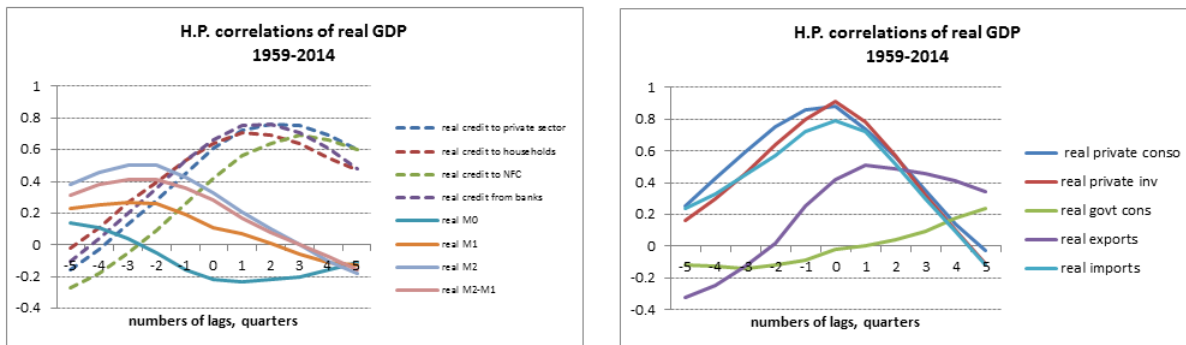 H.P. correlations of real GDP
1959-2014
1
0.8
0.6
0.4
0.2
0
-0.2
-0.4
-5 -4 -3 -2 -1 0 1 2 3 4 5
numbers of lags, quarters
real credit to private sector
real credit to households
real credit to NFC
real credit from banks
real M0
real M1
real M2
real M2-M1
H.P. correlations of real GDP
1959-2014
1
0.8
0.6
0.4
0.2
0
-0.2
-0.4
-5 -4 -3 -2 -1 0 1 2 3 4 5
numbers of lags, quarters
real private conso
real private inv
real govt cons
real exports
real imports